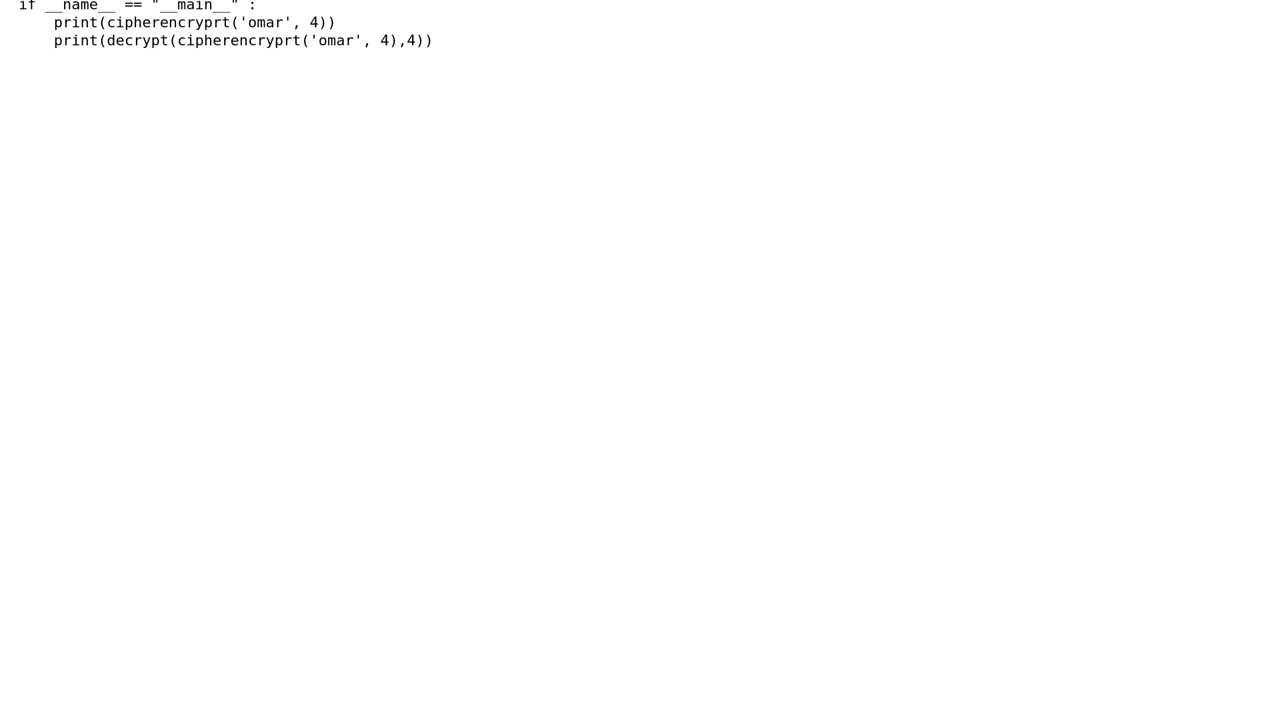 if __name__ == "__main__" :
    print(cipherencryprt('omar', 4))
    print(decrypt(cipherencryprt('omar', 4),4))